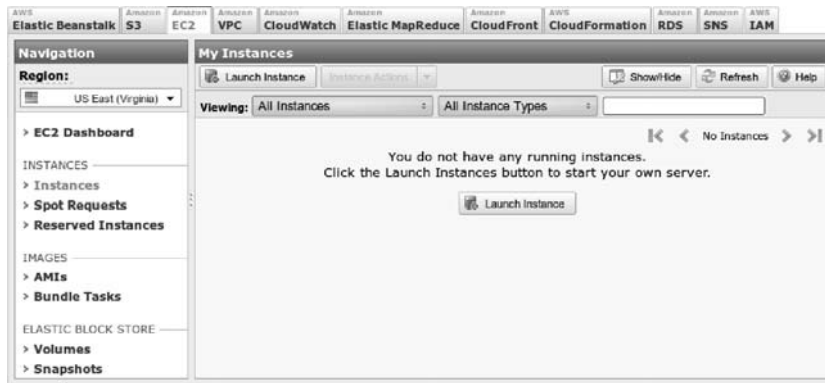 AWS Amazon Amazon Amazon Amazon Amazon Amazon AWS Amazon Amazon AWS
Elastic Beanstalk S3 EC2 VPC CloudWatch Elastic MapReduce CloudFront CloudFormation RDS SNS IAM
Navigation
Region:
US East (Virginia)
> EC2 Dashboard
INSTANCES
> Instances
> Spot Requests
> Reserved Instances
IMAGES
> AMIs
> Bundle Tasks
ELASTIC BLOCK STORE
> Volumes
> Snapshots
My Instances
Launch Instance Instance Actions Show/Hide Refresh Help
Viewing: All Instances All Instance Types
No Instances
You do not have any running instances.
Click the Launch Instances button to start your own server.
Launch Instance